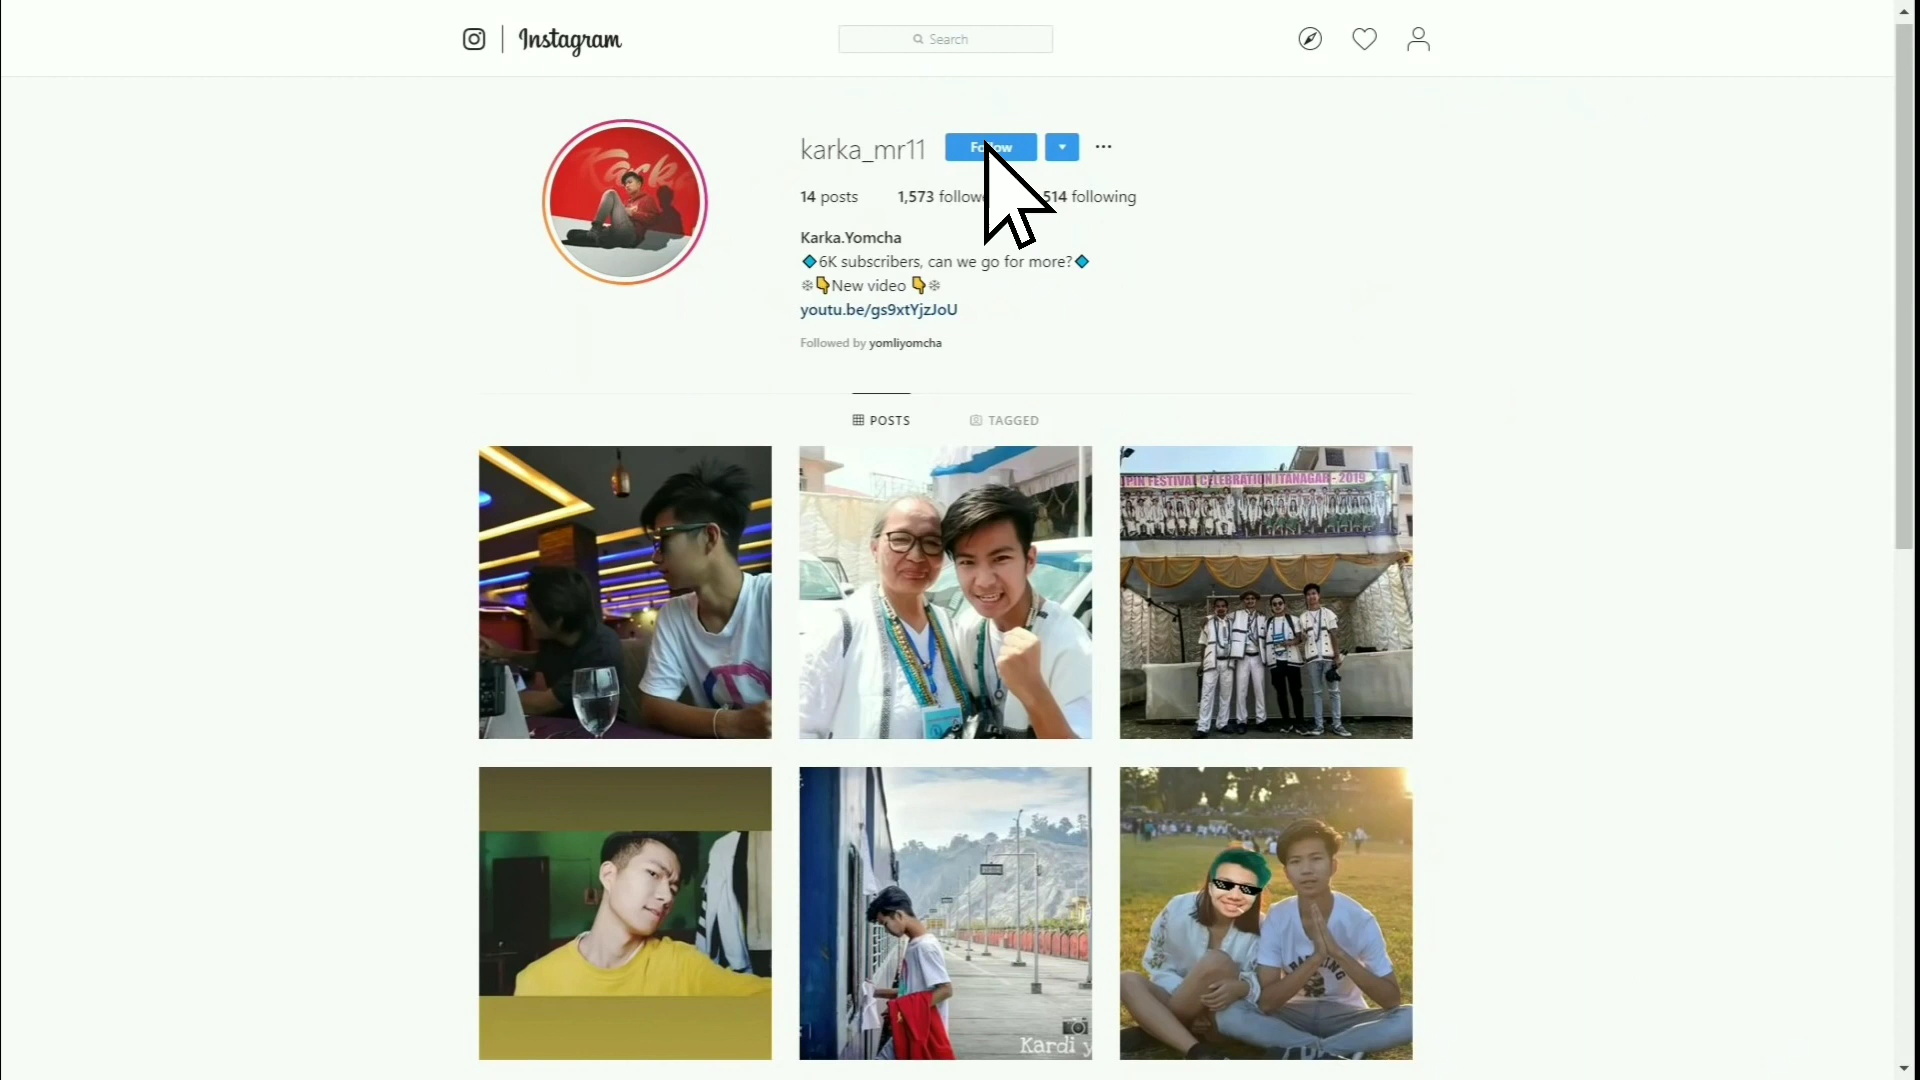 Instagram
Search
karka_mr11
Follow
14 posts
1,573
514 following
Karka.Yomcha
🔷6K subscribers, can we go for more?🔷
❄👇New video 👇❄
youtu.be/gs9xtYjzJoU
Followed by yomliyomcha
POSTS
TAGGED
PIN FESTIVAL CELEBRATION ITANAGAR - 2019
Kardi y